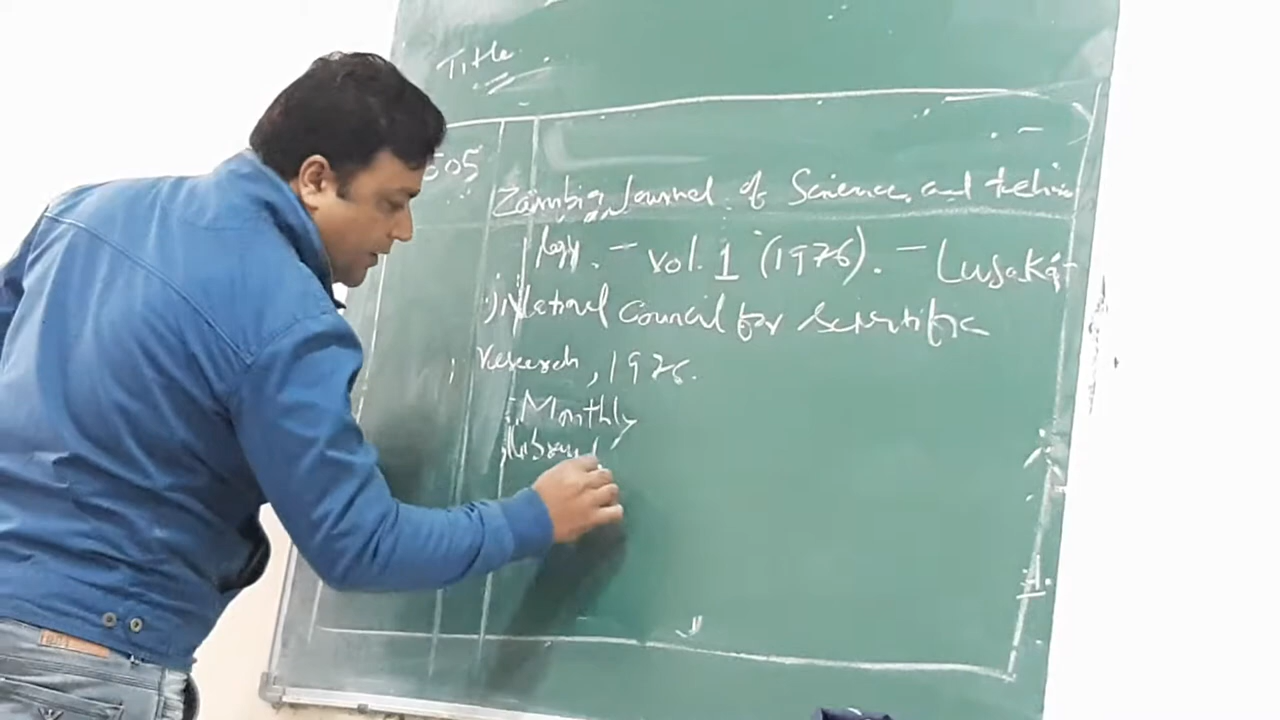 Title
505
Zambia Journal of Science and techno
logy. – vol. 1 (1976). – Lusaka :
National Council for Scientific
Research, 1976.
Monthly
Library